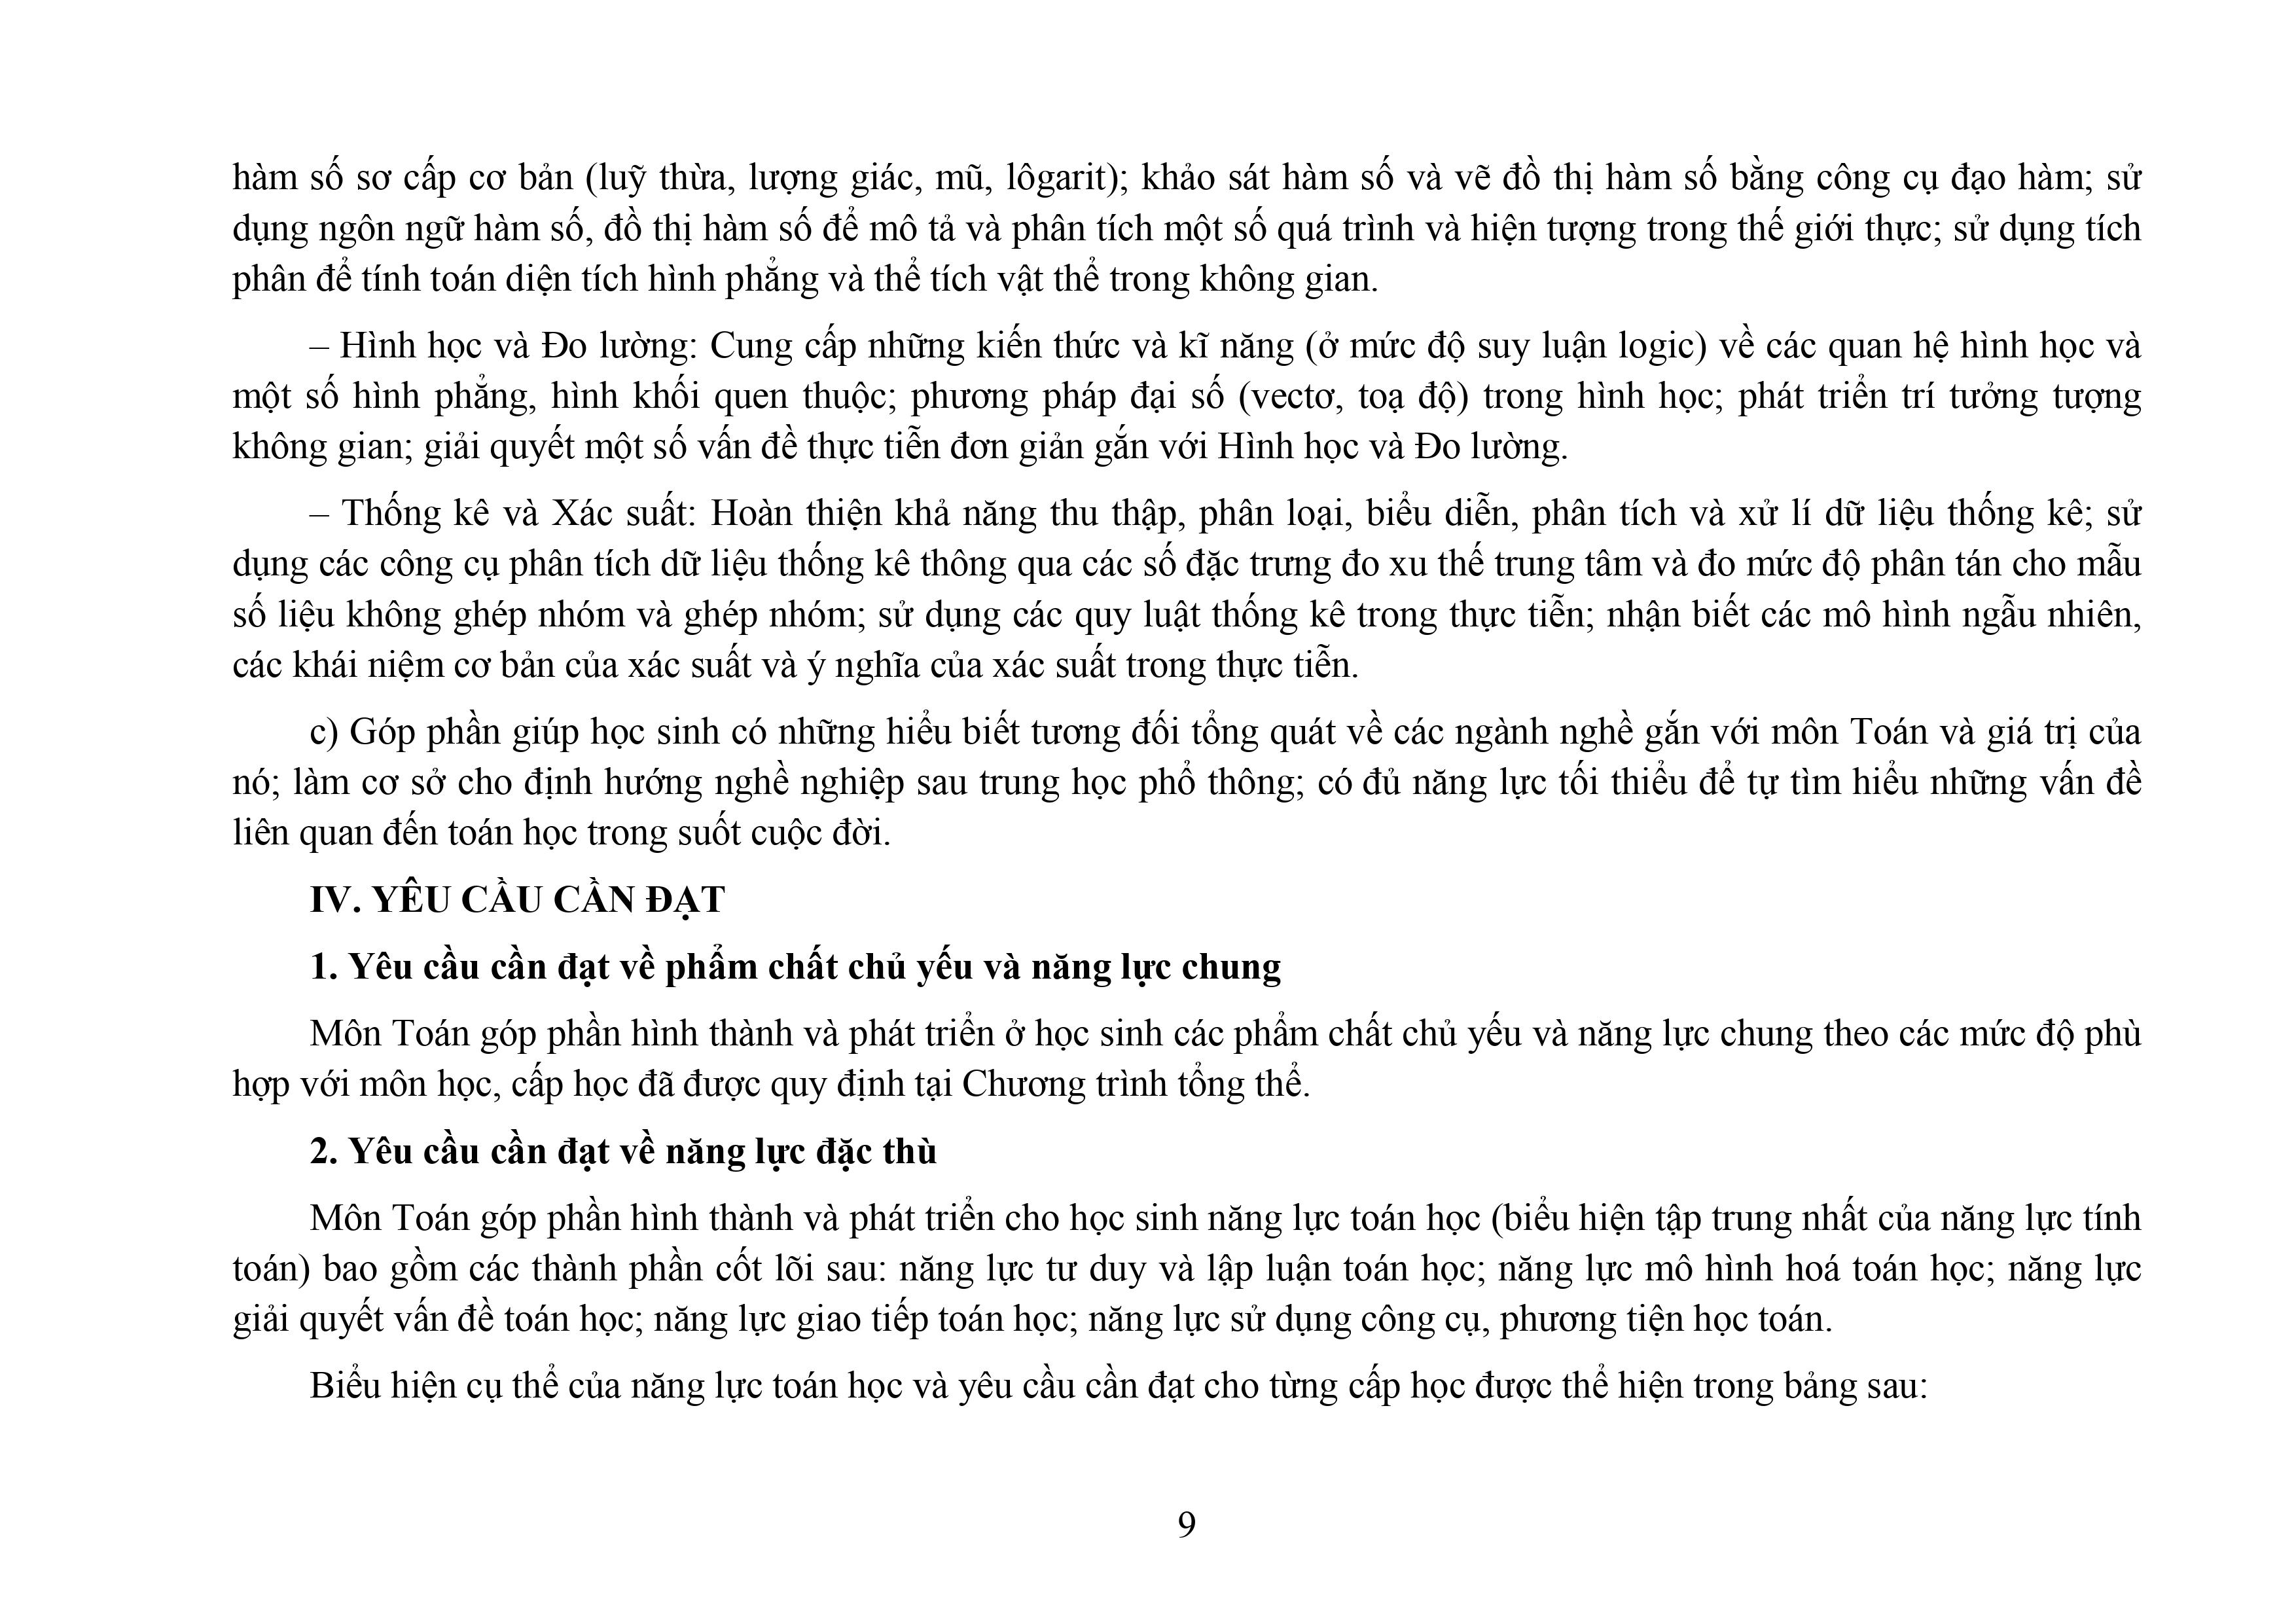 hàm số sơ cấp cơ bản (luỹ thừa, lượng giác, mũ, lôgarit); khảo sát hàm số và vẽ đồ thị hàm số bằng công cụ đạo hàm; sử
dụng ngôn ngữ hàm số, đồ thị hàm số để mô tả và phân tích một số quá trình và hiện tượng trong thế giới thực; sử dụng tích
phân để tính toán diện tích hình phẳng và thể tích vật thể trong không gian.
– Hình học và Đo lường: Cung cấp những kiến thức và kĩ năng (ở mức độ suy luận logic) về các quan hệ hình học và
một số hình phẳng, hình khối quen thuộc; phương pháp đại số (vectơ, toạ độ) trong hình học; phát triển trí tưởng tượng
không gian; giải quyết một số vấn đề thực tiễn đơn giản gắn với Hình học và Đo lường.
– Thống kê và Xác suất: Hoàn thiện khả năng thu thập, phân loại, biểu diễn, phân tích và xử lí dữ liệu thống kê; sử
dụng các công cụ phân tích dữ liệu thống kê thông qua các số đặc trưng đo xu thế trung tâm và đo mức độ phân tán cho mẫu
số liệu không ghép nhóm và ghép nhóm; sử dụng các quy luật thống kê trong thực tiễn; nhận biết các mô hình ngẫu nhiên,
các khái niệm cơ bản của xác suất và ý nghĩa của xác suất trong thực tiễn.
c) Góp phần giúp học sinh có những hiểu biết tương đối tổng quát về các ngành nghề gắn với môn Toán và giá trị của
nó; làm cơ sở cho định hướng nghề nghiệp sau trung học phổ thông; có đủ năng lực tối thiểu để tự tìm hiểu những vấn đề
liên quan đến toán học trong suốt cuộc đời.
IV. YÊU CẦU CẦN ĐẠT
1. Yêu cầu cần đạt về phẩm chất chủ yếu và năng lực chung
Môn Toán góp phần hình thành và phát triển ở học sinh các phẩm chất chủ yếu và năng lực chung theo các mức độ phù
hợp với môn học, cấp học đã được quy định tại Chương trình tổng thể.
2. Yêu cầu cần đạt về năng lực đặc thù
Môn Toán góp phần hình thành và phát triển cho học sinh năng lực toán học (biểu hiện tập trung nhất của năng lực tính
toán) bao gồm các thành phần cốt lõi sau: năng lực tư duy và lập luận toán học; năng lực mô hình hoá toán học; năng lực
giải quyết vấn đề toán học; năng lực giao tiếp toán học; năng lực sử dụng công cụ, phương tiện học toán.
Biểu hiện cụ thể của năng lực toán học và yêu cầu cần đạt cho từng cấp học được thể hiện trong bảng sau:
9